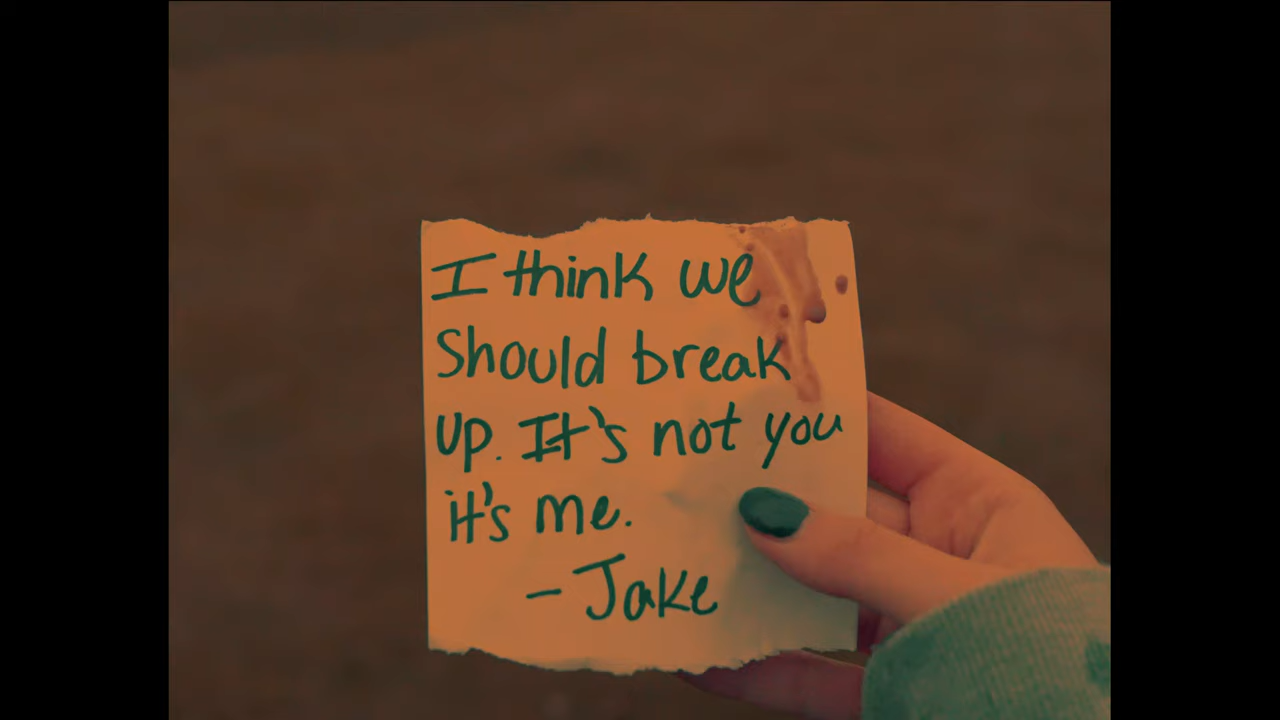 I think we
should break
up. It's not you
it's me.
- Jake